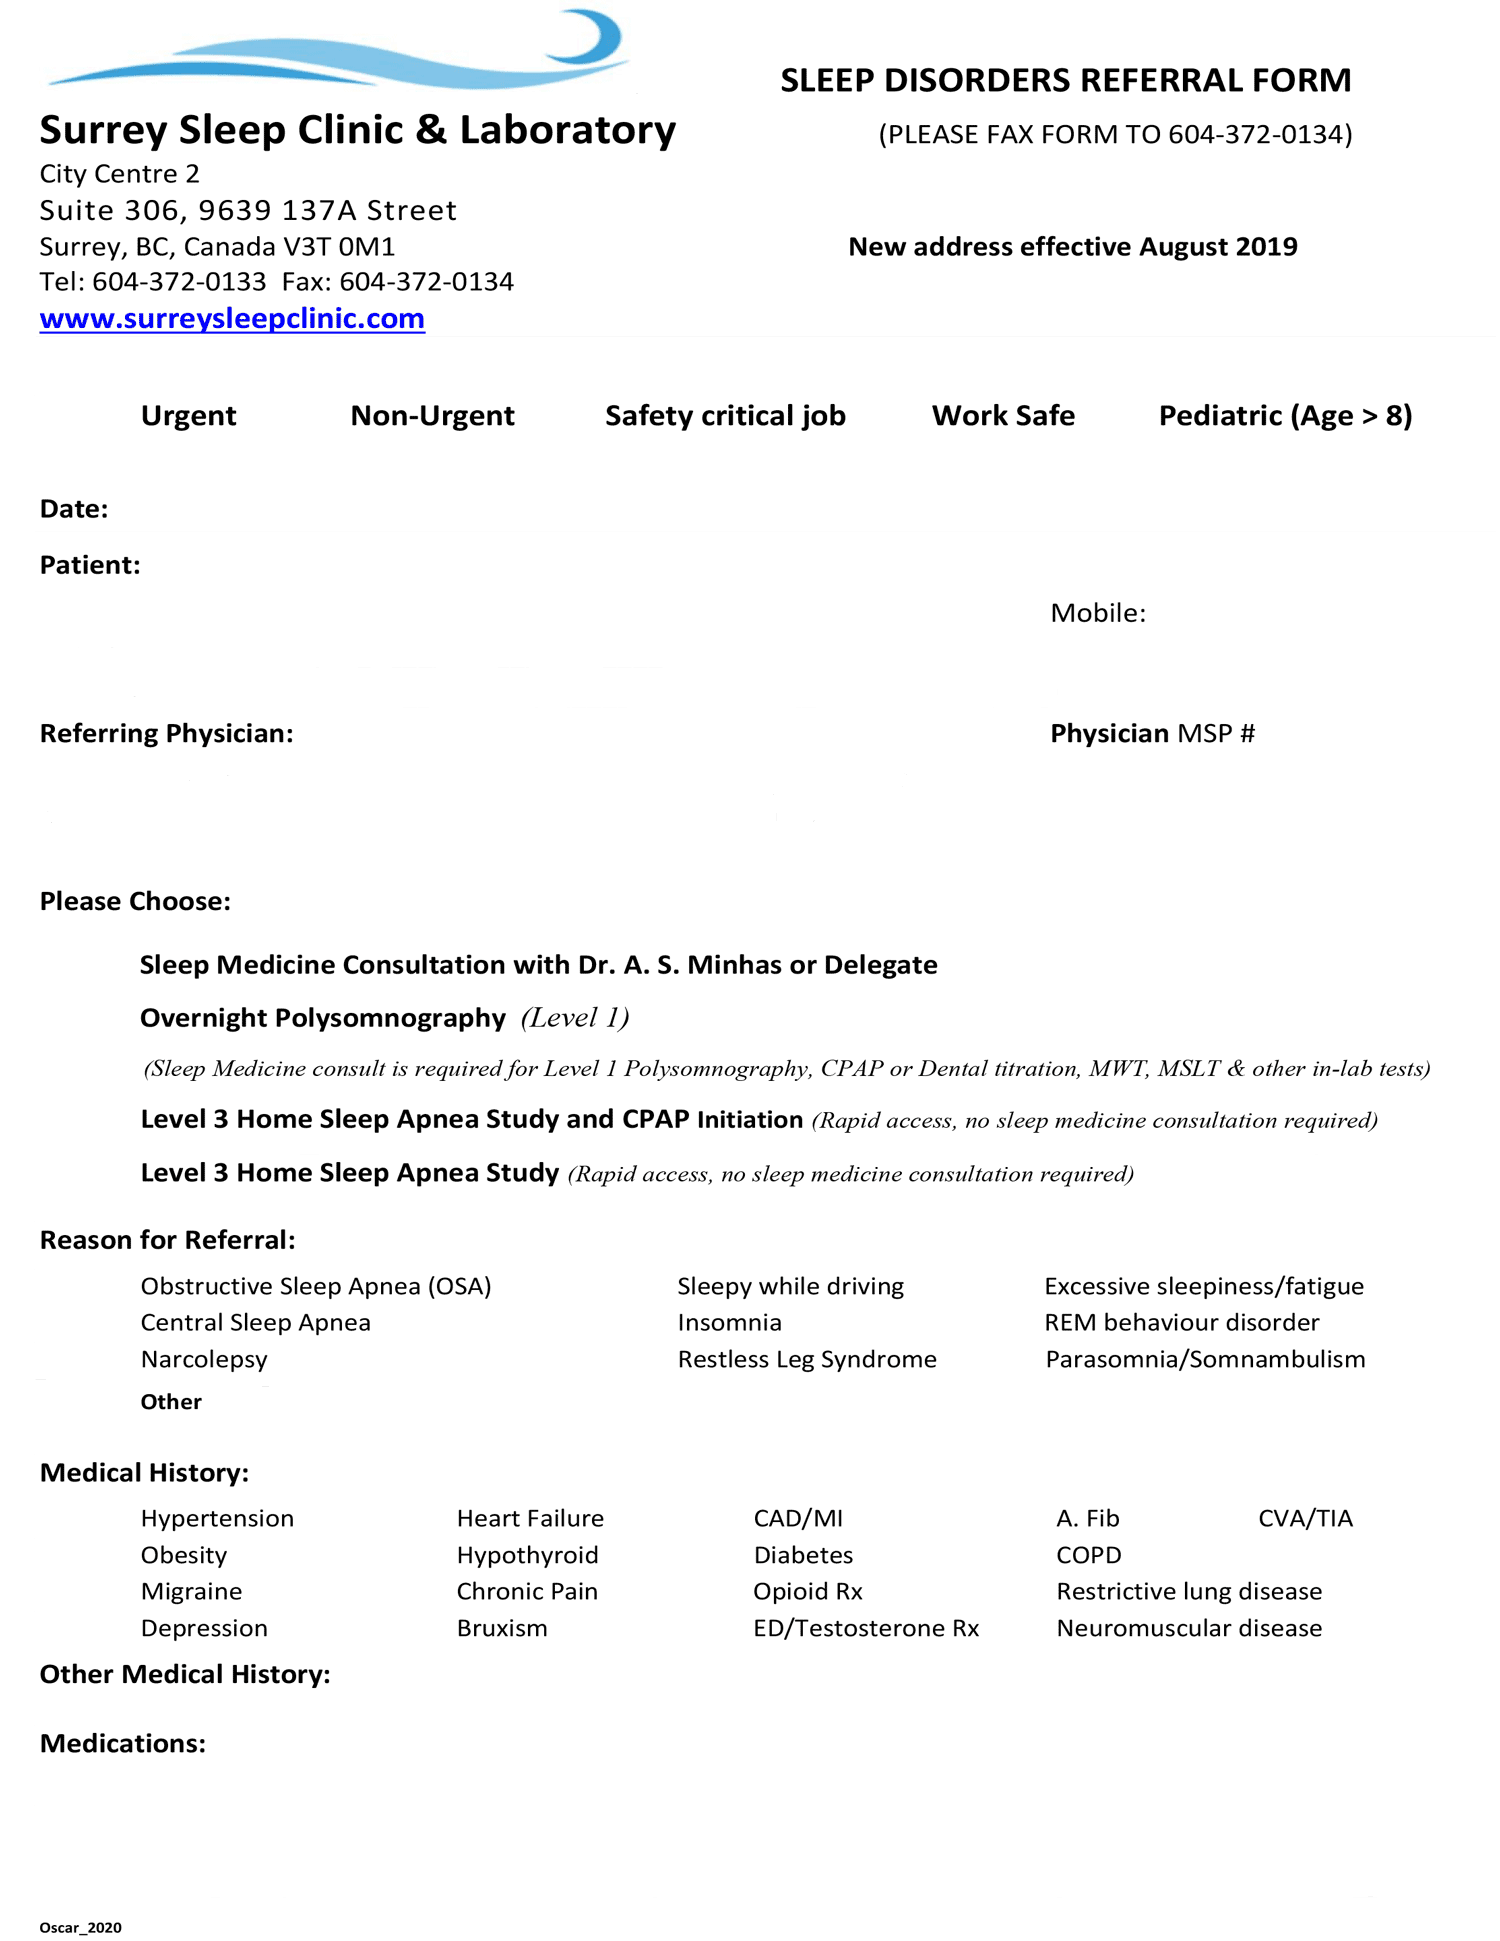 SLEEP DISORDERS REFERRAL FORM
Surrey Sleep Clinic & Laboratory (PLEASE FAX FORM TO 604-372-0134)
City Centre 2
Suite 306, 9639 137A Street
Surrey, BC, Canada V3T 0M1 New address effective August 2019
Tel: 604-372-0133 Fax: 604-372-0134
www.surreysleepclinic.com
Urgent Non-Urgent Safety critical job Work Safe Pediatric (Age > 8)
Date:
Patient:
Mobile:
Referring Physician: Physician MSP #
Please Choose:
Sleep Medicine Consultation with Dr. A. S. Minhas or Delegate
Overnight Polysomnography (Level 1)
(Sleep Medicine consult is required for Level 1 Polysomnography, CPAP or Dental titration, MWT, MSLT & other in-lab tests)
Level 3 Home Sleep Apnea Study and CPAP Initiation (Rapid access, no sleep medicine consultation required)
Level 3 Home Sleep Apnea Study (Rapid access, no sleep medicine consultation required)
Reason for Referral:
Obstructive Sleep Apnea (OSA) Sleepy while driving Excessive sleepiness/fatigue
Central Sleep Apnea Insomnia REM behaviour disorder
Narcolepsy Restless Leg Syndrome Parasomnia/Somnambulism
Other
Medical History:
Hypertension Heart Failure CAD/MI A. Fib CVA/TIA
Obesity Hypothyroid Diabetes COPD
Migraine Chronic Pain Opioid Rx Restrictive lung disease
Depression Bruxism ED/Testosterone Rx Neuromuscular disease
Other Medical History:
Medications:
Oscar_2020